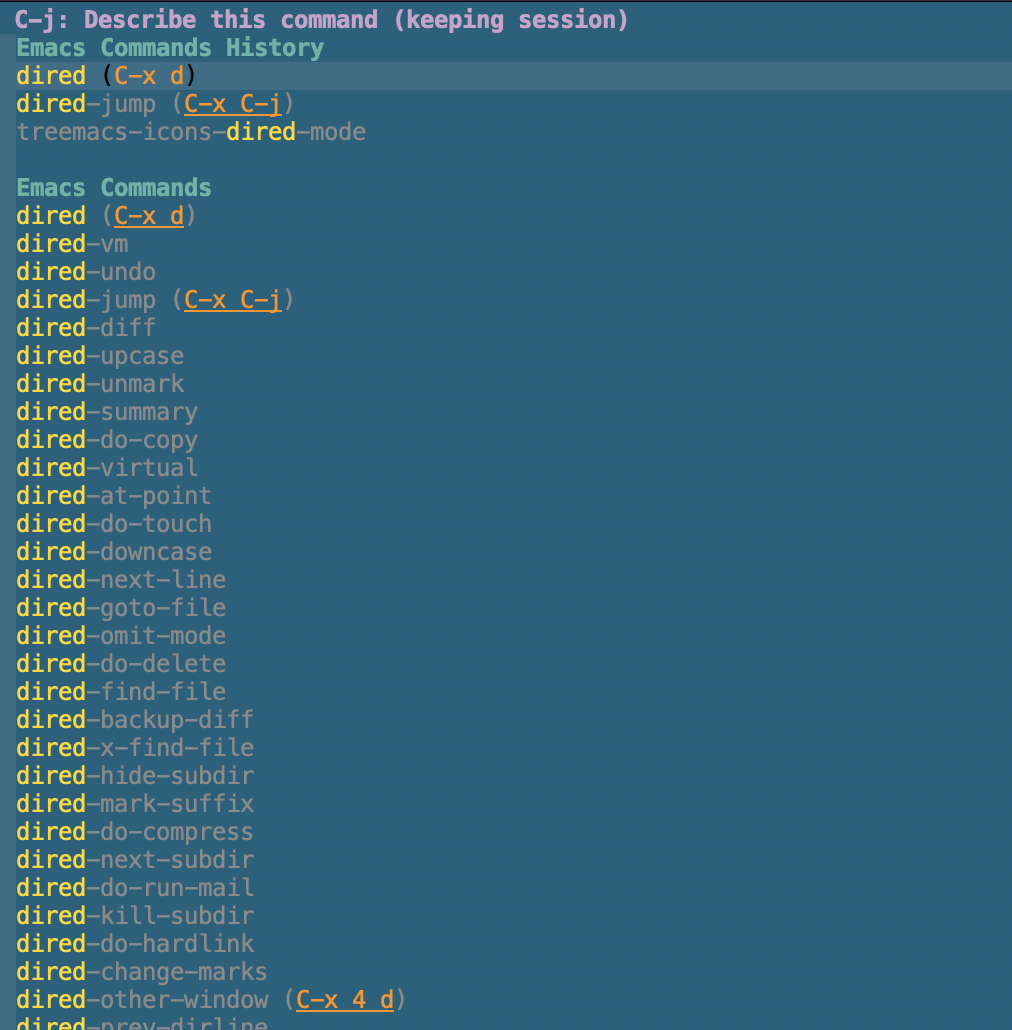 C-j: Describe this command (keeping session)
Emacs Commands History
dired (C-x d)
dired-jump (C-x C-j)
treemacs-icons-dired-mode
Emacs Commands
dired (C-x d)
dired-vm
dired-undo
dired-jump (C-x C-j)
dired-diff
dired-upcase
dired-unmark
dired-summary
dired-do-copy
dired-virtual
dired-at-point
dired-do-touch
dired-downcase
dired-next-line
dired-goto-file
dired-omit-mode
dired-do-delete
dired-find-file
dired-backup-diff
dired-x-find-file
dired-hide-subdir
dired-mark-suffix
dired-do-compress
dired-next-subdir
dired-do-run-mail
dired-kill-subdir
dired-do-hardlink
dired-change-marks
dired-other-window (C-x 4 d)
dired-prev-dirline